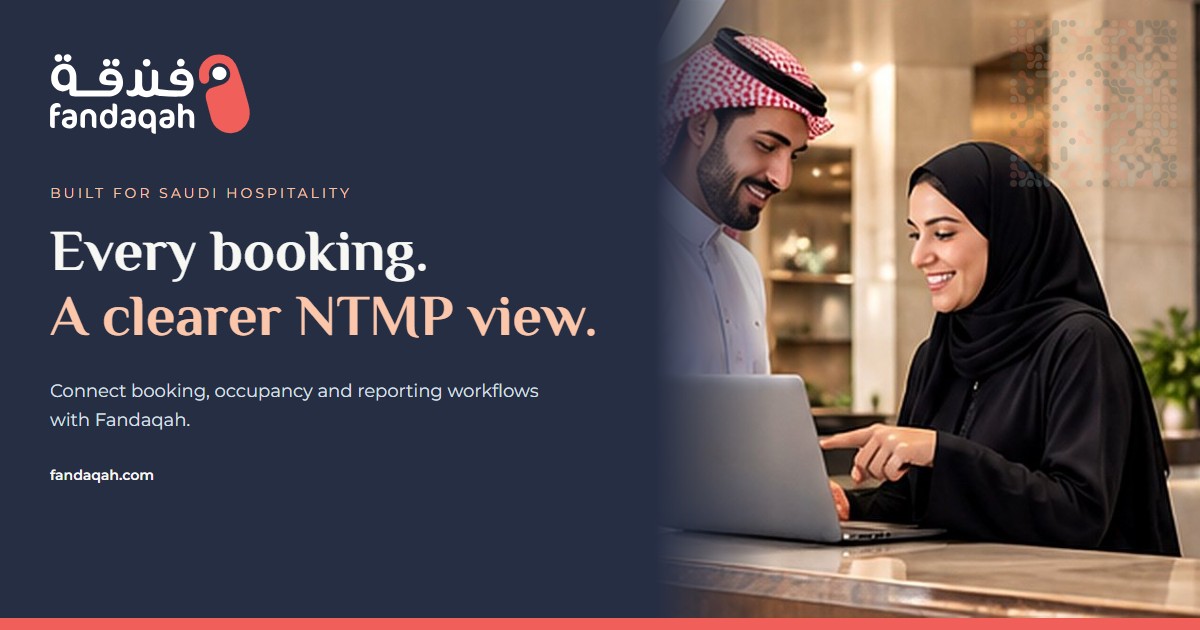 فندقة
fandaqah
BUILT FOR SAUDI HOSPITALITY
Every booking.
A clearer NTMP view.
Connect booking, occupancy and reporting workflows
with Fandaqah.
fandaqah.com